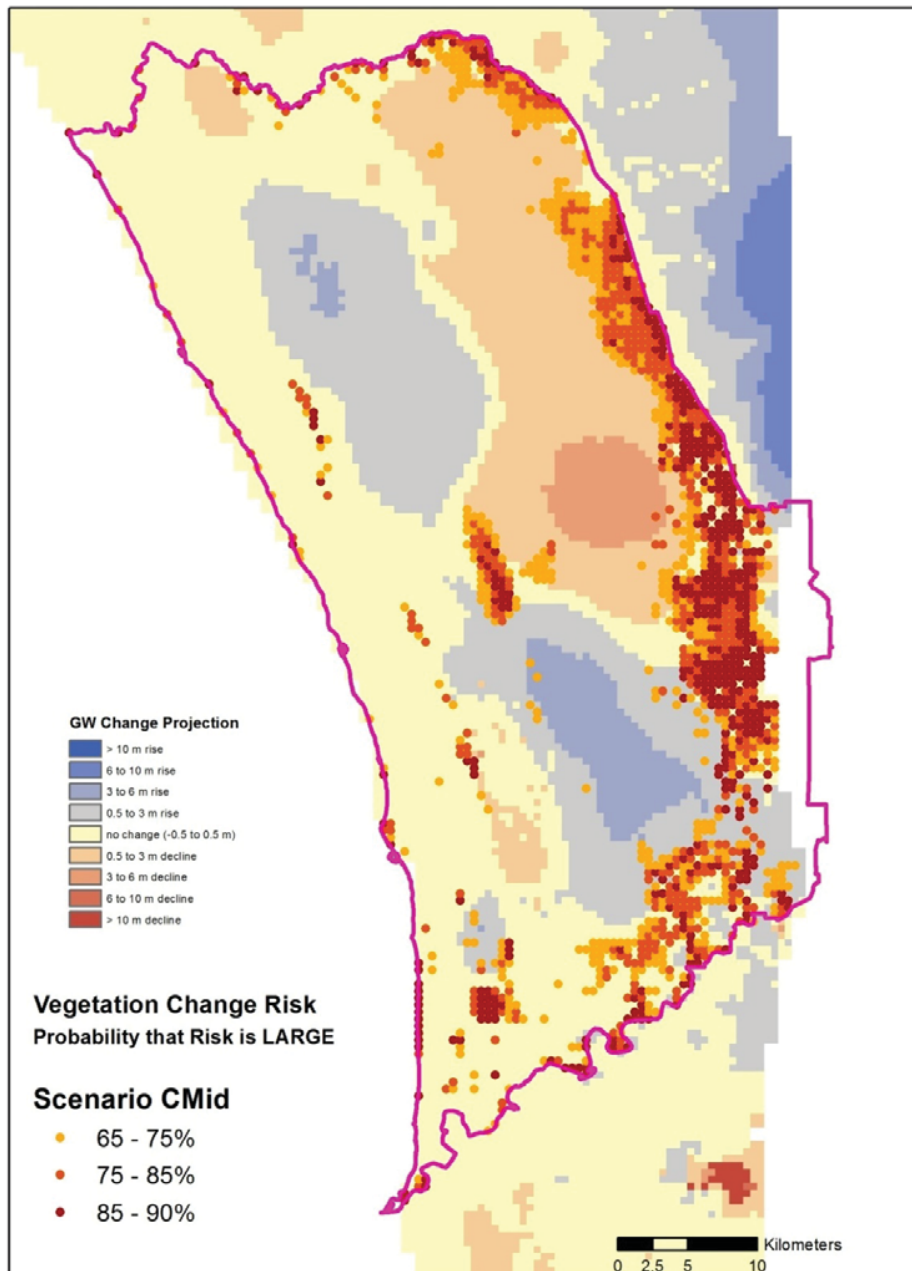 GW Change Projection
> 10 m rise
6 to 10 m rise
3 to 6 m rise
0.5 to 3 m rise
no change (-0.5 to 0.5 m)
0.5 to 3 m decline
3 to 6 m decline
6 to 10 m decline
> 10 m decline
Vegetation Change Risk
Probability that Risk is LARGE
Scenario CMid
65 - 75%
75 - 85%
85 - 90%
Kilometers
0 2.5 5 10